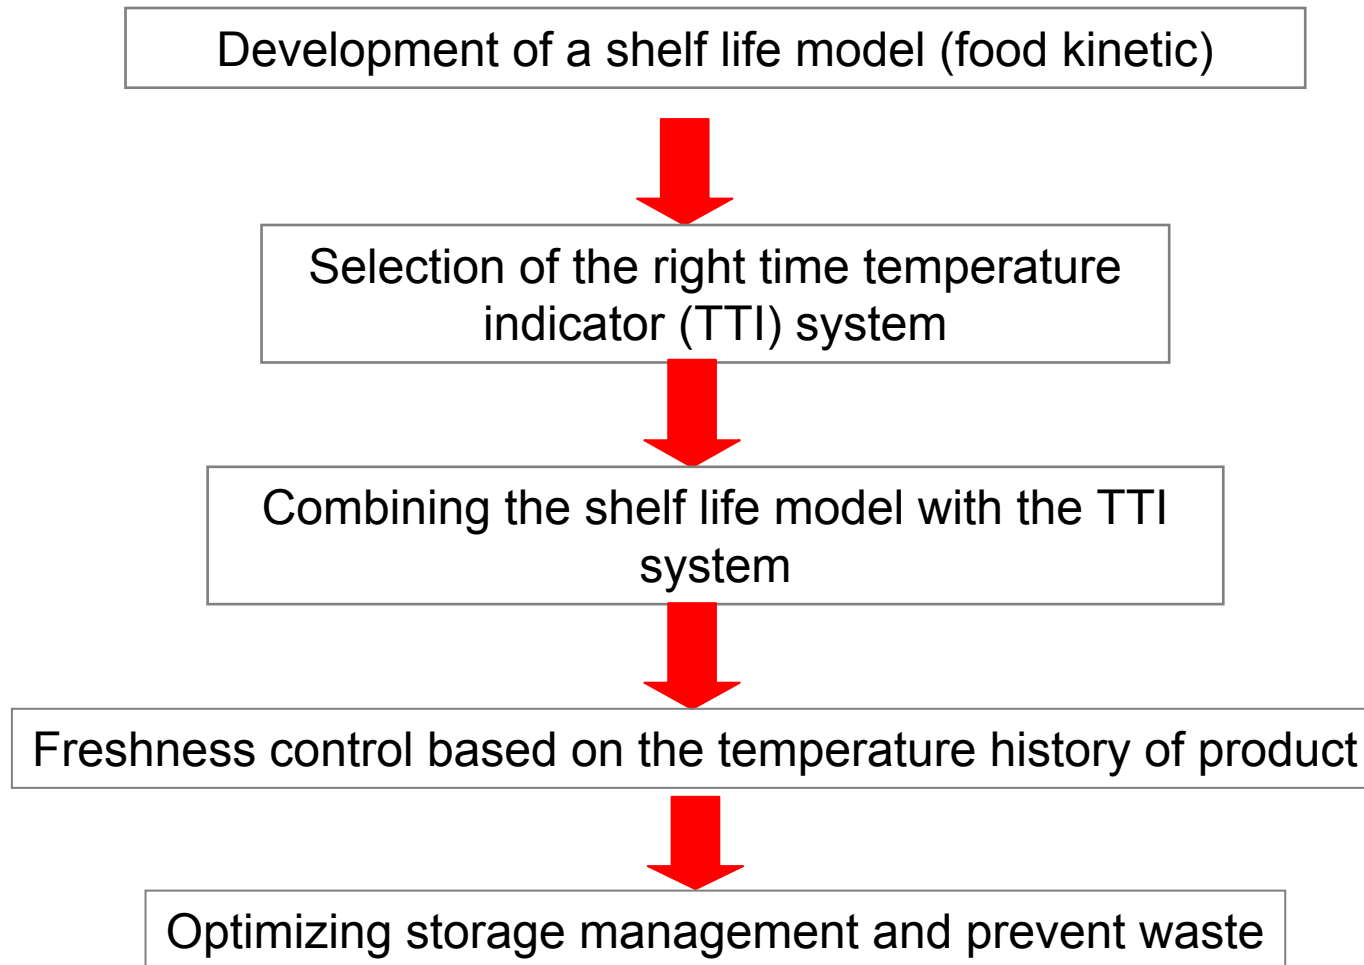 Development of a shelf life model (food kinetic)
Selection of the right time temperature
indicator (TTI) system
Combining the shelf life model with the TTI
system
Freshness control based on the temperature history of product
Optimizing storage management and prevent waste